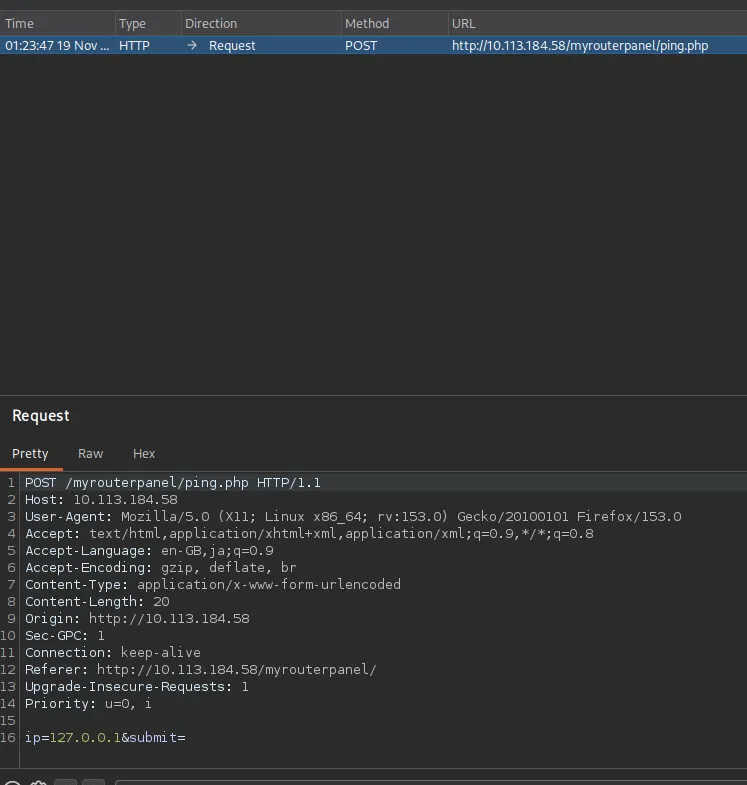 Time Type Direction Method URL
01:23:47 19 Nov ... HTTP → Request POST http://10.113.184.58/myrouterpanel/ping.php
Request
Pretty Raw Hex
1 POST /myrouterpanel/ping.php HTTP/1.1
2 Host: 10.113.184.58
3 User-Agent: Mozilla/5.0 (X11; Linux x86_64; rv:153.0) Gecko/20100101 Firefox/153.0
4 Accept: text/html,application/xhtml+xml,application/xml;q=0.9,*/*;q=0.8
5 Accept-Language: en-GB,ja;q=0.9
6 Accept-Encoding: gzip, deflate, br
7 Content-Type: application/x-www-form-urlencoded
8 Content-Length: 20
9 Origin: http://10.113.184.58
10 Sec-GPC: 1
11 Connection: keep-alive
12 Referer: http://10.113.184.58/myrouterpanel/
13 Upgrade-Insecure-Requests: 1
14 Priority: u=0, i
15
16 ip=127.0.0.1&submit=